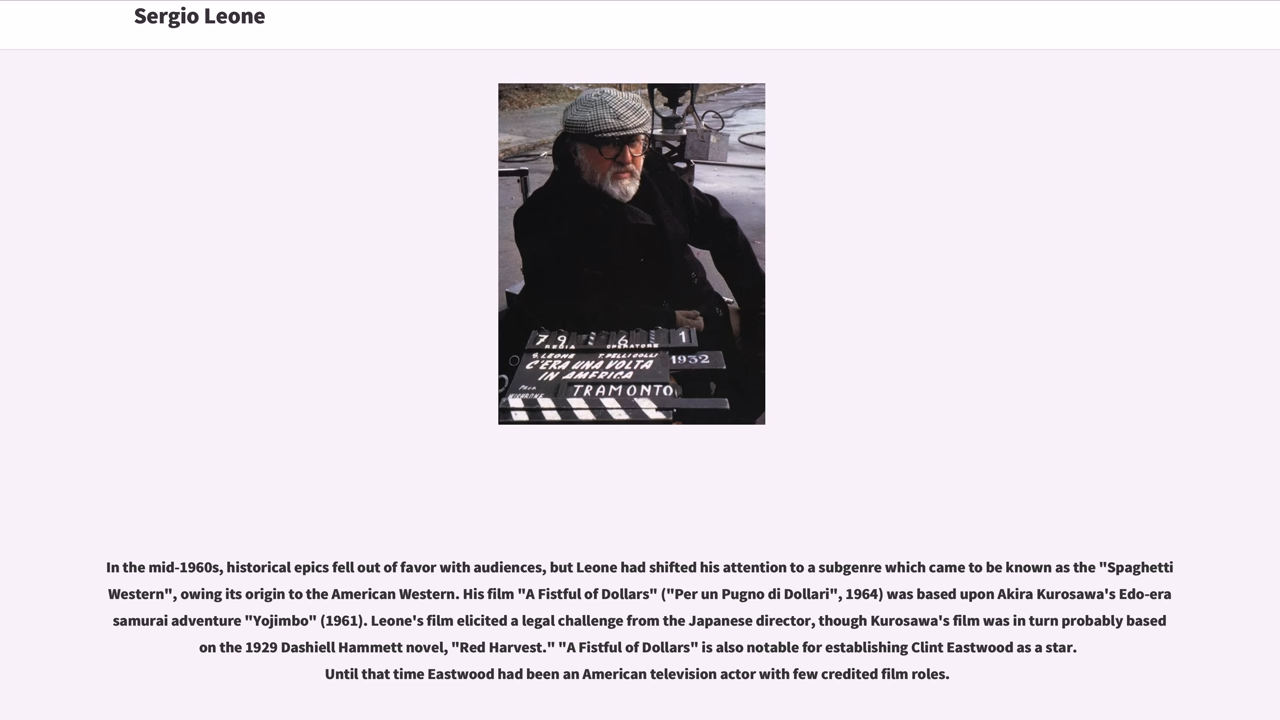 Sergio Leone
7 9 6 1
REGIA OPERATORE
S. LEONE T. PELLI COLLI
1932
C'ERA UNA VOLTA
IN AMERICA
TRAMONTO
In the mid-1960s, historical epics fell out of favor with audiences, but Leone had shifted his attention to a subgenre which came to be known as the "Spaghetti
Western", owing its origin to the American Western. His film "A Fistful of Dollars" ("Per un Pugno di Dollari", 1964) was based upon Akira Kurosawa's Edo-era
samurai adventure "Yojimbo" (1961). Leone's film elicited a legal challenge from the Japanese director, though Kurosawa's film was in turn probably based
on the 1929 Dashiell Hammett novel, "Red Harvest." "A Fistful of Dollars" is also notable for establishing Clint Eastwood as a star.
Until that time Eastwood had been an American television actor with few credited film roles.